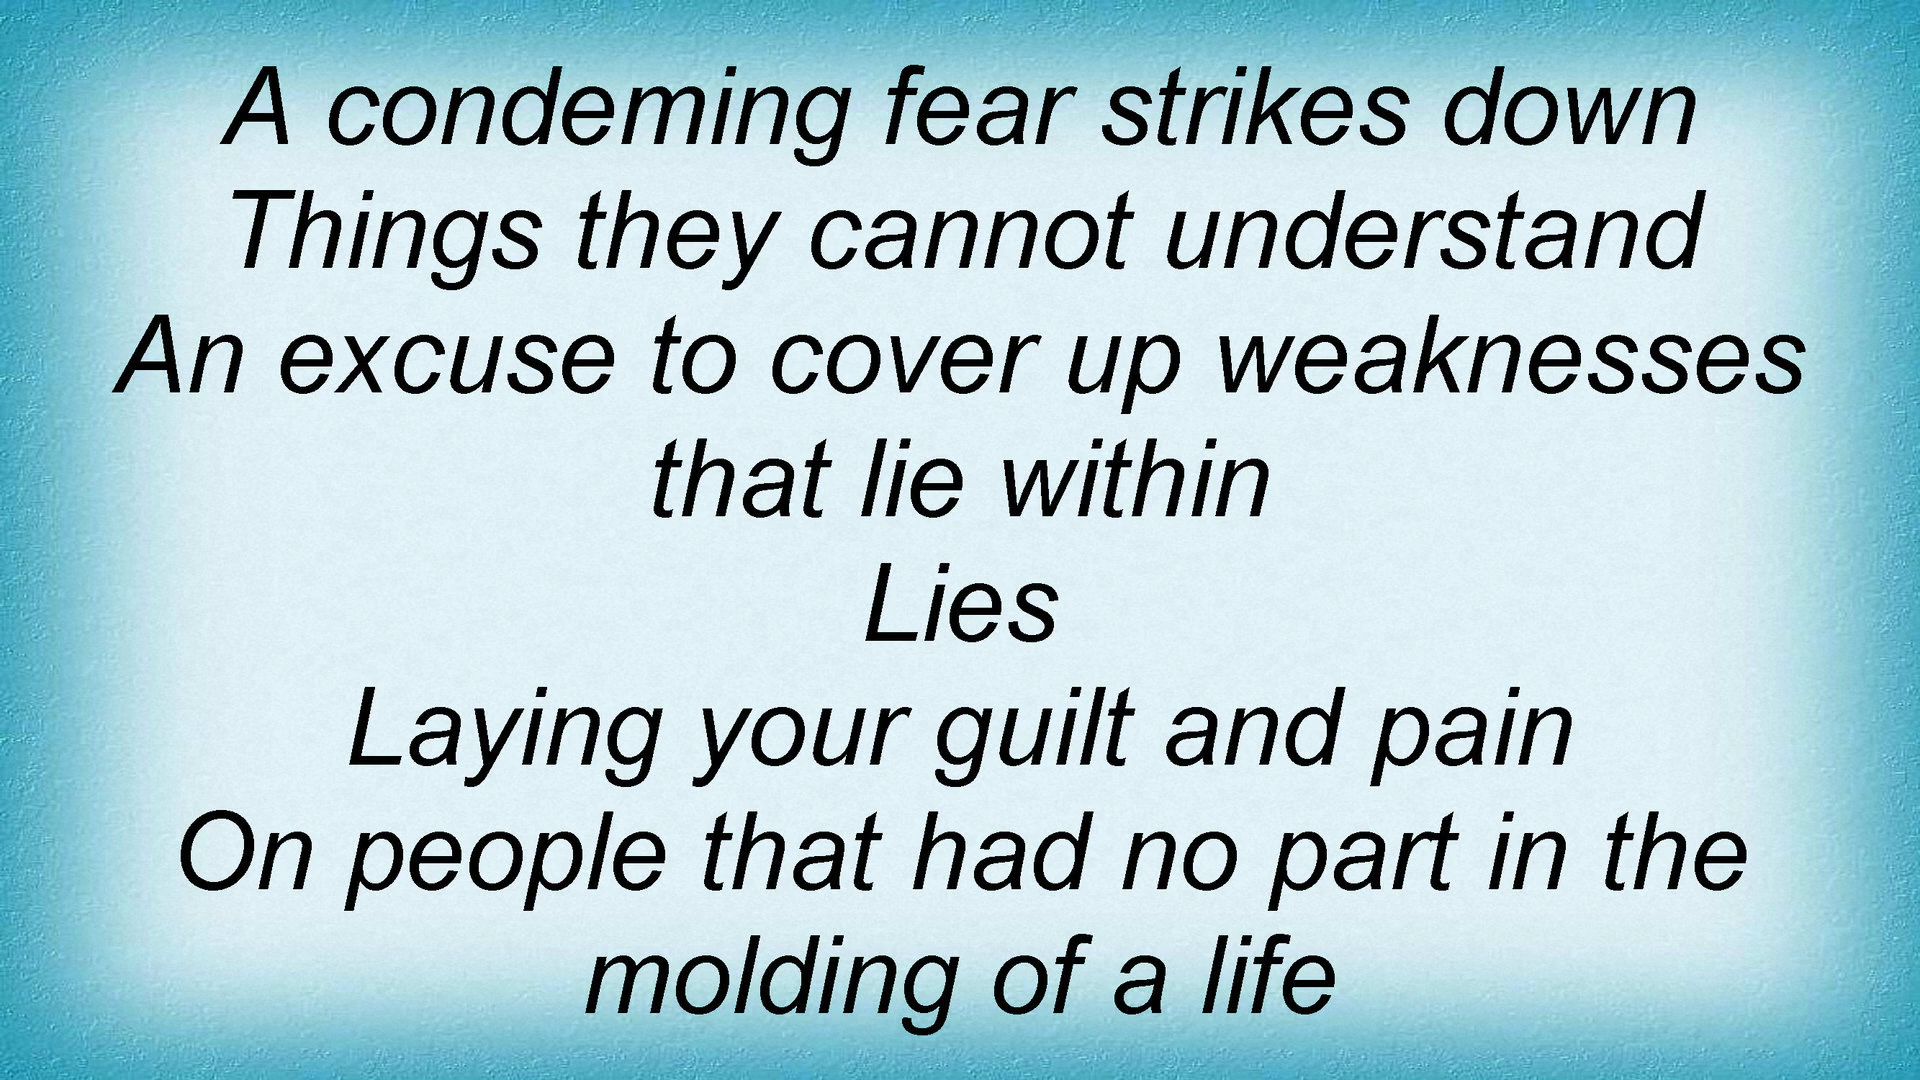 A condeming fear strikes down
Things they cannot understand
An excuse to cover up weaknesses
that lie within
Lies
Laying your guilt and pain
On people that had no part in the
molding of a life